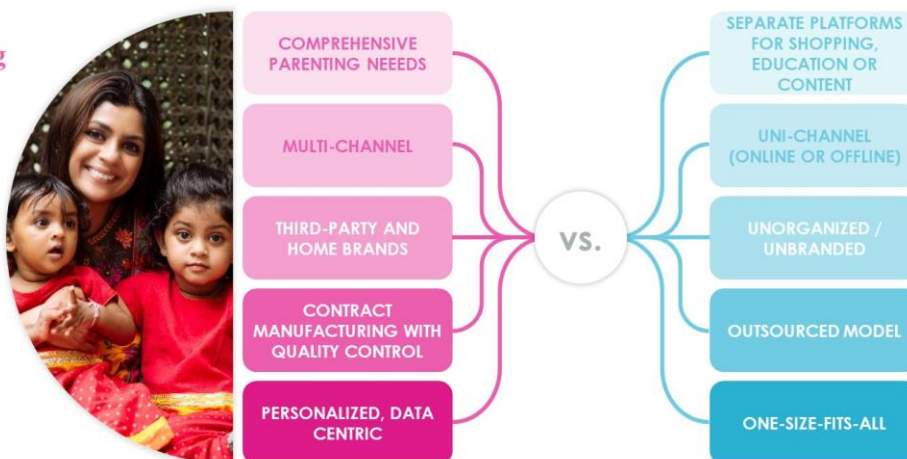 g
COMPREHENSIVE
PARENTING NEEEDS
MULTI-CHANNEL
THIRD-PARTY AND
HOME BRANDS
CONTRACT
MANUFACTURING WITH
QUALITY CONTROL
PERSONALIZED, DATA
CENTRIC
vs.
SEPARATE PLATFORMS
FOR SHOPPING,
EDUCATION OR
CONTENT
UNI-CHANNEL
(ONLINE OR OFFLINE)
UNORGANIZED /
UNBRANDED
OUTSOURCED MODEL
ONE-SIZE-FITS-ALL